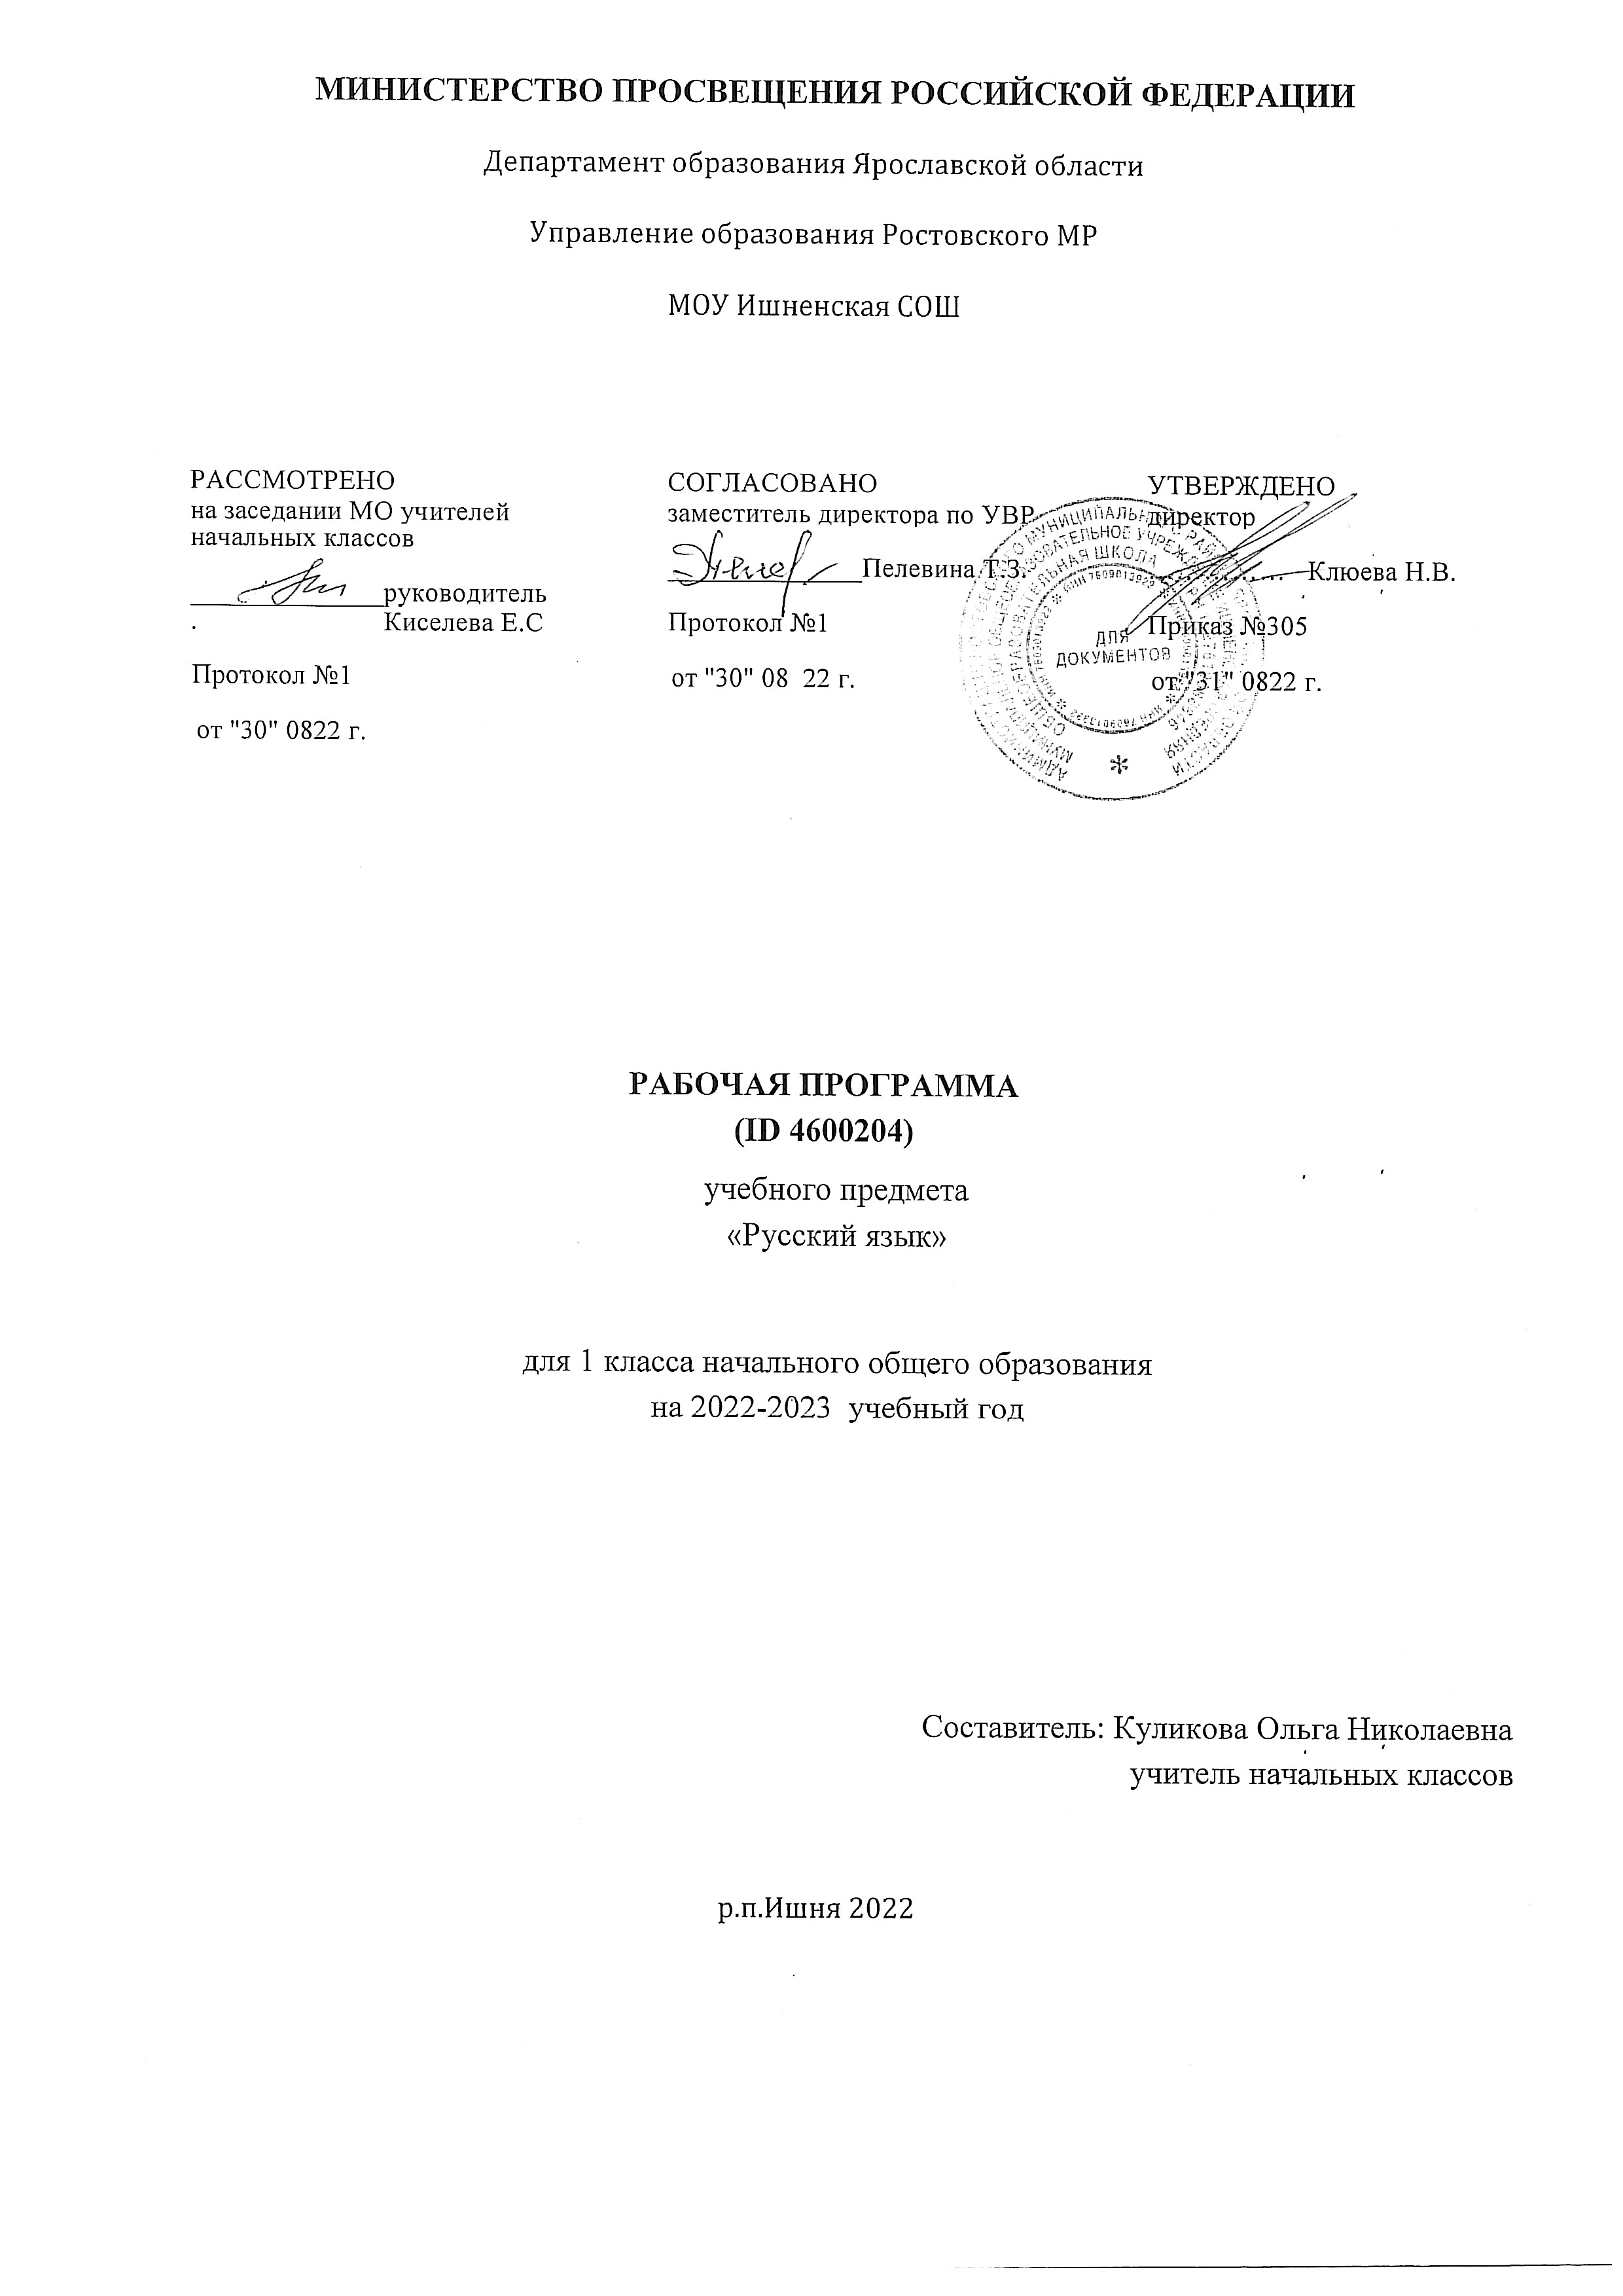 МИНИСТЕРСТВО ПРОСВЕЩЕНИЯ РОССИЙСКОЙ ФЕДЕРАЦИИ
Департамент образования Ярославской области
Управление образования Ростовского МР
МОУ Ишненская СОШ
РАССМОТРЕНО
на заседании МО учителей
начальных классов
руководитель
Киселева Е.С
Протокол №1
от "30" 0822 г.
СОГЛАСОВАНО
заместитель директора по УВР
Пелевина Т.З.
Протокол №1
от "30" 08 22 г.
УТВЕРЖДЕНО
директор
Клюева Н.В.
Приказ №305
от "31" 0822 г.
ДЛЯ
ДОКУМЕНТОВ
РАБОЧАЯ ПРОГРАММА
(ID 4600204)
учебного предмета
«Русский язык»
для 1 класса начального общего образования
на 2022-2023 учебный год
Составитель: Куликова Ольга Николаевна
учитель начальных классов
р.п.Ишня 2022